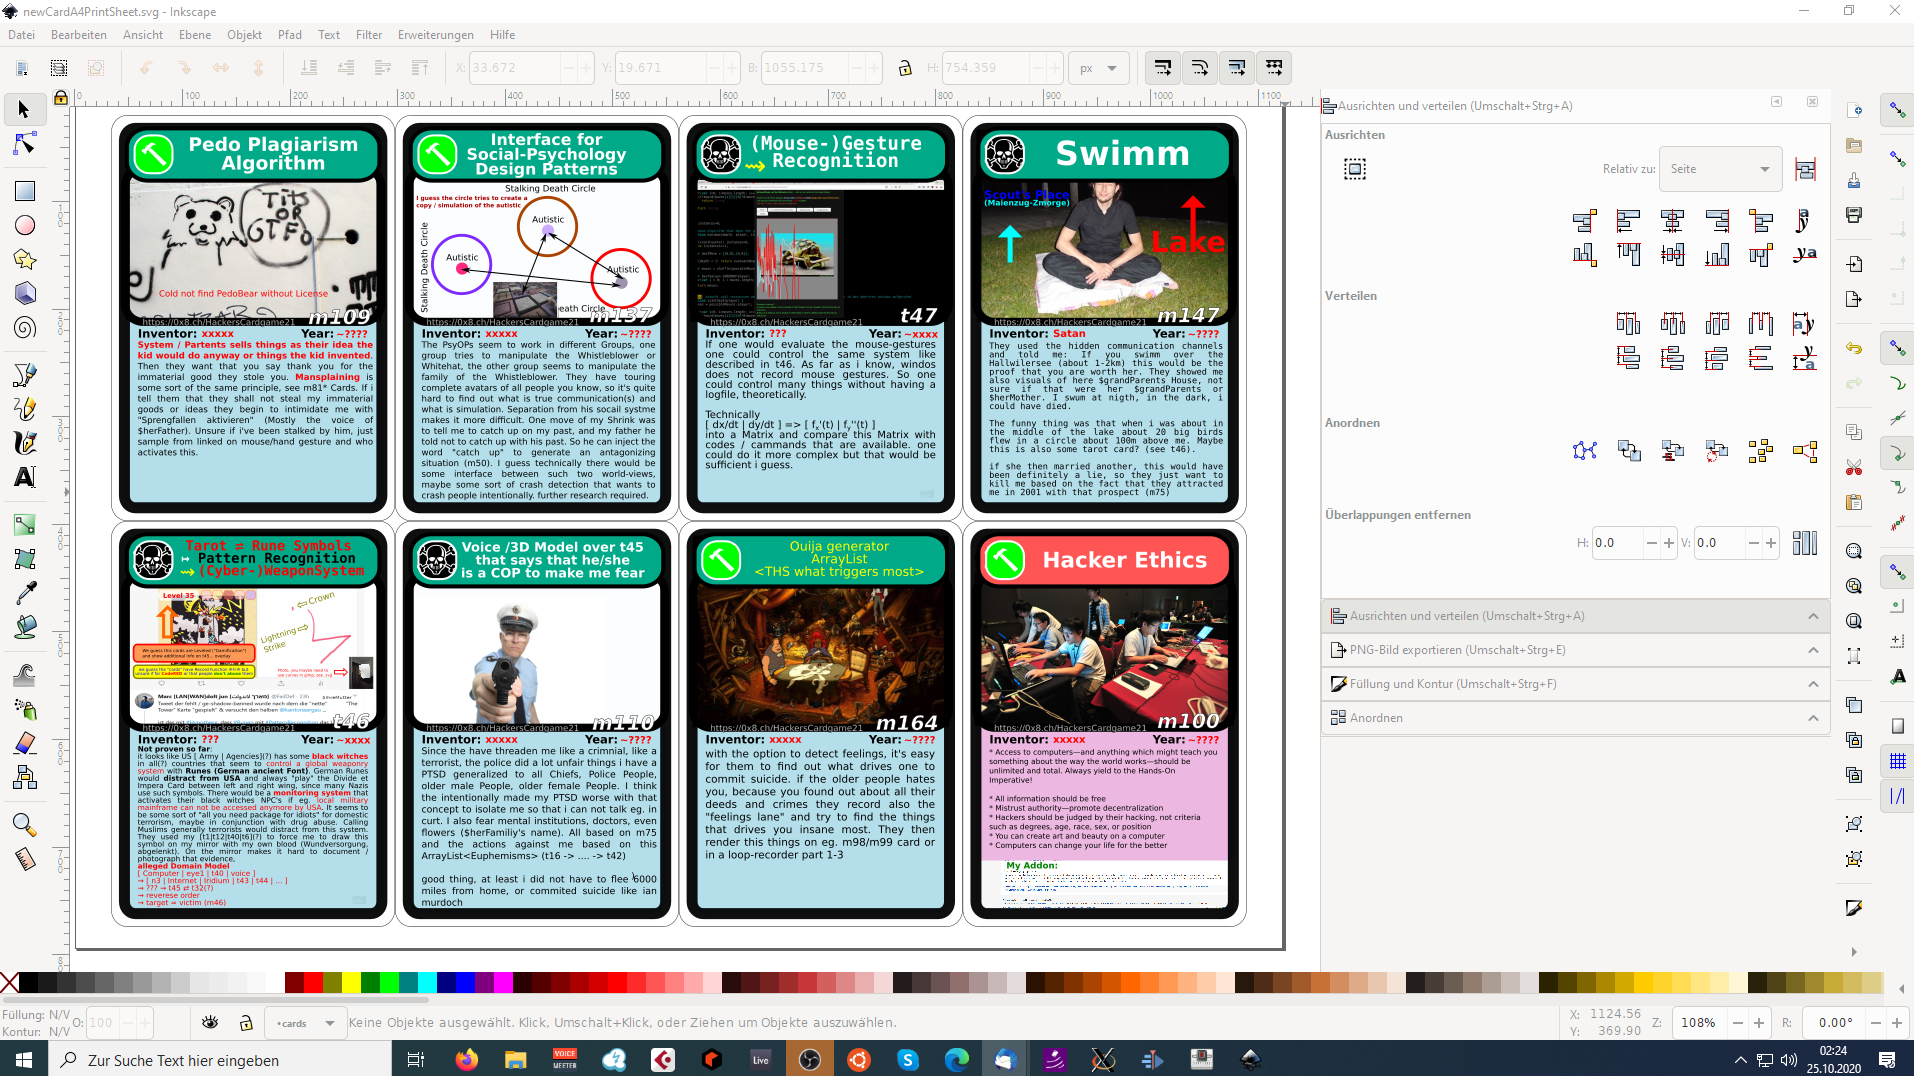 newCardA4PrintSheet.svg - Inkscape
Datei Bearbeiten Ansicht Ebene Objekt Pfad Text Filter Erweiterungen Hilfe
X: 33.672 Y: 19.671 B: 1055.175 H: 754.359 px
Pedo Plagiarism
Algorithm
TiTs
OR
GTFO
Cold not find PedoBear without License
m109
https://0x8.ch/HackersCardgame21
Inventor: xxxxx Year: ~????
System / Partents sells things as their idea the
kid would do anyway or things the kid invented.
Then they want that you say thank you for the
immaterial good they stole you. Mansplaining is
some sort of the same principle, see m81* Cards. if i
tell them that they shall not steal my immaterial
goods or ideas they begin to intimidate me with
"Sprengfallen aktivieren" (Mostly the voice of
$herFather). Unsure if i've been stalked by him, just
sample from linked on mouse/hand gesture and who
activates this.
Interface for
Social-Psychology
Design Patterns
Stalking Death Circle
I guess the circle tries to create a
copy / simulation of the autistic
Autistic
Autistic
Autistic
Stalking Death Circle
eath Circle
m137
https://0x8.ch/HackersCardgame21
Inventor: xxxxx Year: ~????
The PsyOPs seem to work in different Groups, one
group tries to manipulate the Whistleblower or
Whitehat, the other group seems to manipulate the
family of the Whistleblower. They have touring
complete avatars of all people you know, so it's quite
hard to find out what is true communication(s) and
what is simulation. Separation from his socail systme
makes it more difficult. One move of my Shrink was
to tell me to catch up on my past, and my father he
told not to catch up with his past. So he can inject the
word "catch up" to generate an antagonizing
situation (m50). I guess technically there would be
some interface between such two world-views,
maybe some sort of crash detection that wants to
crash people intentionally. further research required.
(Mouse-)Gesture
Recognition
t47
https://0x8.ch/HackersCardgame21
Inventor: ??? Year: ~xxxx
If one would evaluate the mouse-gestures
one could control the same system like
described in t46. As far as i know, windos
does not record mouse gestures. So one
could control many things without having a
logfile, theoretically.
Technically
[ dx/dt | dy/dt ] => [ fx'(t) | fy''(t) ]
into a Matrix and compare this Matrix with
codes / cammands that are available. one
could do it more complex but that would be
sufficient i guess.
Swimm
Scout's Place
(Maienzug-Zmorge)
Lake
m147
https://0x8.ch/HackersCardgame21
Inventor: Satan Year: ~????
They used the hidden communication channels
and told me: If you swimm over the
Hallwilersee (about 1-2km) this would be the
proof that you are worth her. They showed me
also visuals of here $grandParents House, not
sure if that were her $grandParents or
$herMother. I swum at nigth, in the dark, i
could have died.
The funny thing was that when i was about in
the middle of the lake about 20 big birds
flew in a circle about 100m above me. Maybe
this is also some tarot card? (see t46).
if she then married another, this would have
been definitely a lie, so they just want to
kill me based on the fact that they attracted
me in 2001 with that prospect (m75)
Tarot = Rune Symbols
↔ Pattern Recognition
(Cyber-)WeaponSystem
Level 35
Crown
Lightning
Strike
We guess this cards are Leveled ("Gamification")
and show additional info on t45... overlay
t46
https://0x8.ch/HackersCardgame21
Inventor: ??? Year: ~xxxx
Not proven so far:
it looks like US [ Army | Agencies](?) has some black witches
in all(?) countries that seem to control a global weaponry
system with Runes (German ancient Font). German Runes
would distract from USA and always "play" the Divide et
Impera Card between left and right wing, since many Nazis
use such symbols. There would be a monitoring system that
activates their black witches NPC's if eg. local military
mainframe can not be accessed anymore by USA. It seems to
be some sort of "all you need package for idiots" for domestic
terrorism, maybe in conjunction with drug abuse. Calling
Muslims generally terrorists would distract from this system.
They used my [t1|t12|t40|t6](?) to force me to draw this
symbol on my mirror with my own blood (Wundversorgung,
abgelenkt). On the mirror makes it hard to document /
photograph that evidence,
alleged Domain Model
[ Computer | eye1 | t40 | voice ]
→ [ n3 | Internet | Iridium | t43 | t44 | ... ]
→ ??? → t45 ⇄ t32(?)
→ reverese order
→ target = victim (m46)
Voice /3D Model over t45
that says that he/she
is a COP to make me fear
m110
https://0x8.ch/HackersCardgame21
Inventor: xxxxx Year: ~????
Since the have threaden me like a crimnial, like a
terrorist, the police did a lot unfair things i have a
PTSD generalized to all Chiefs, Police People,
older male People, older female People. I think
the intentionally made my PTSD worse with that
concept to isolate me so that i can not talk eg. in
curt. I also fear mental institutions, doctors, even
flowers ($herFamiliy's name). All based on m75
and the actions against me based on this
ArrayList<Euphemisms> (t16 -> .... -> t42)
good thing, at least i did not have to flee 6000
miles from home, or commited suicide like ian
murdoch
Ouija generator
ArrayList
<THS what triggers most>
m164
https://0x8.ch/HackersCardgame21
Inventor: xxxxx Year: ~????
with the option to detect feelings, it's easy
for them to find out what drives one to
commit suicide. if the older people hates
you, because you found out about all their
deeds and crimes they record also the
"feelings lane" and try to find the things
that drives you insane most. They then
render this things on eg. m98/m99 card or
in a loop-recorder part 1-3
Hacker Ethics
m100
https://0x8.ch/HackersCardgame21
Inventor: xxxxx Year: ~????
* Access to computers—and anything which might teach you
something about the way the world works—should be
unlimited and total. Always yield to the Hands-On
Imperative!
* All information should be free
* Mistrust authority—promote decentralization
* Hackers should be judged by their hacking, not criteria
such as degrees, age, race, sex, or position
* You can create art and beauty on a computer
* Computers can change your life for the better
My Addon:
Ausrichten und verteilen (Umschalt+Strg+A)
Ausrichten
Relativ zu: Seite
Verteilen
Anordnen
Überlappungen entfernen
H: 0.0 V: 0.0
Ausrichten und verteilen (Umschalt+Strg+A)
PNG-Bild exportieren (Umschalt+Strg+E)
Füllung und Kontur (Umschalt+Strg+F)
Anordnen
Füllung: N/V
Kontur: N/V
O: 100
•cards
Keine Objekte ausgewählt. Klick, Umschalt+Klick, oder Ziehen um Objekte auszuwählen.
X: 1124.56
Y: 369.90
Z: 108% R: 0.00°
Zur Suche Text hier eingeben
VOICE MEETER
Live
02:24
25.10.2020